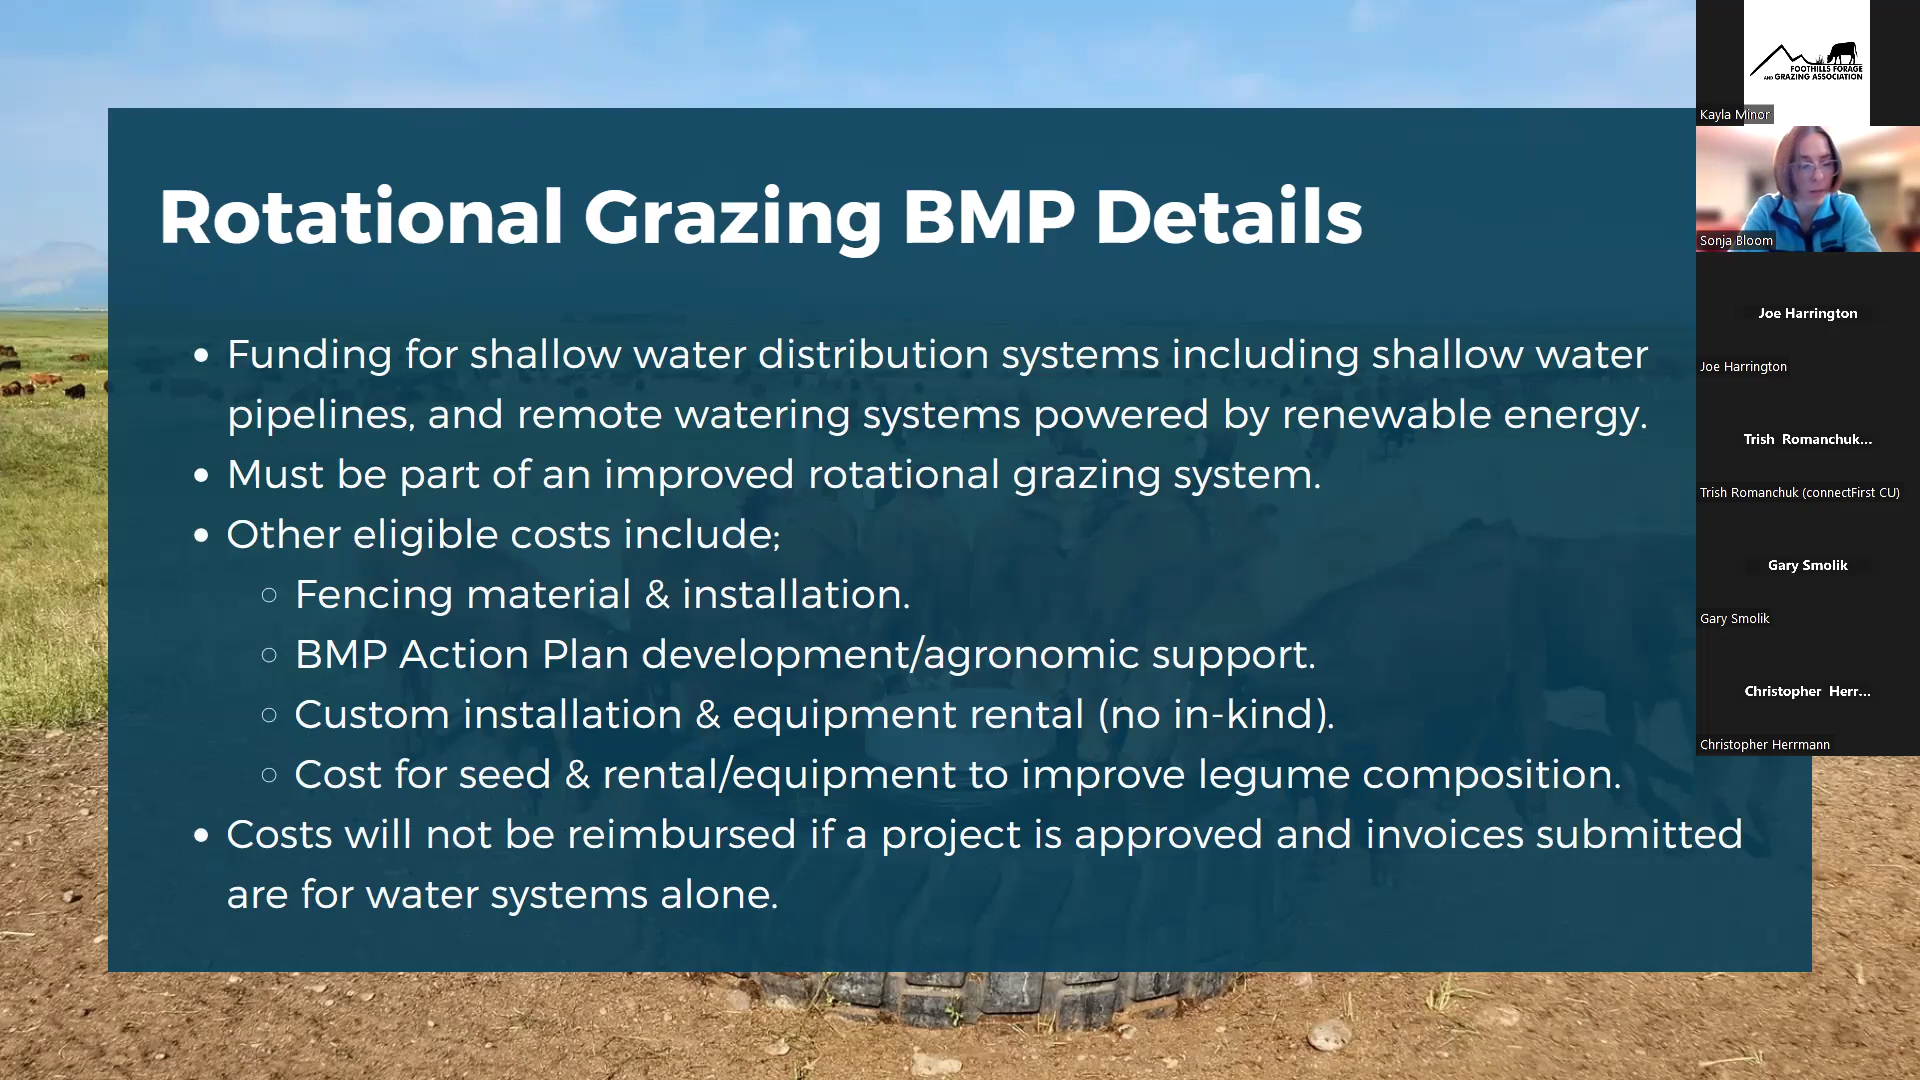 Rotational Grazing BMP Details
Funding for shallow water distribution systems including shallow water
pipelines, and remote watering systems powered by renewable energy.
Must be part of an improved rotational grazing system.
Other eligible costs include;
Fencing material & installation.
BMP Action Plan development/agronomic support.
Custom installation & equipment rental (no in-kind).
Cost for seed & rental/equipment to improve legume composition.
Costs will not be reimbursed if a project is approved and invoices submitted
are for water systems alone.
FOOTHILLS FORAGE
AND GRAZING ASSOCIATION
Kayla Minor
Sonja Bloom
Joe Harrington
Joe Harrington
Trish Romanchuk...
Trish Romanchuk (connectFirst CU)
Gary Smolik
Gary Smolik
Christopher Herr...
Christopher Herrmann